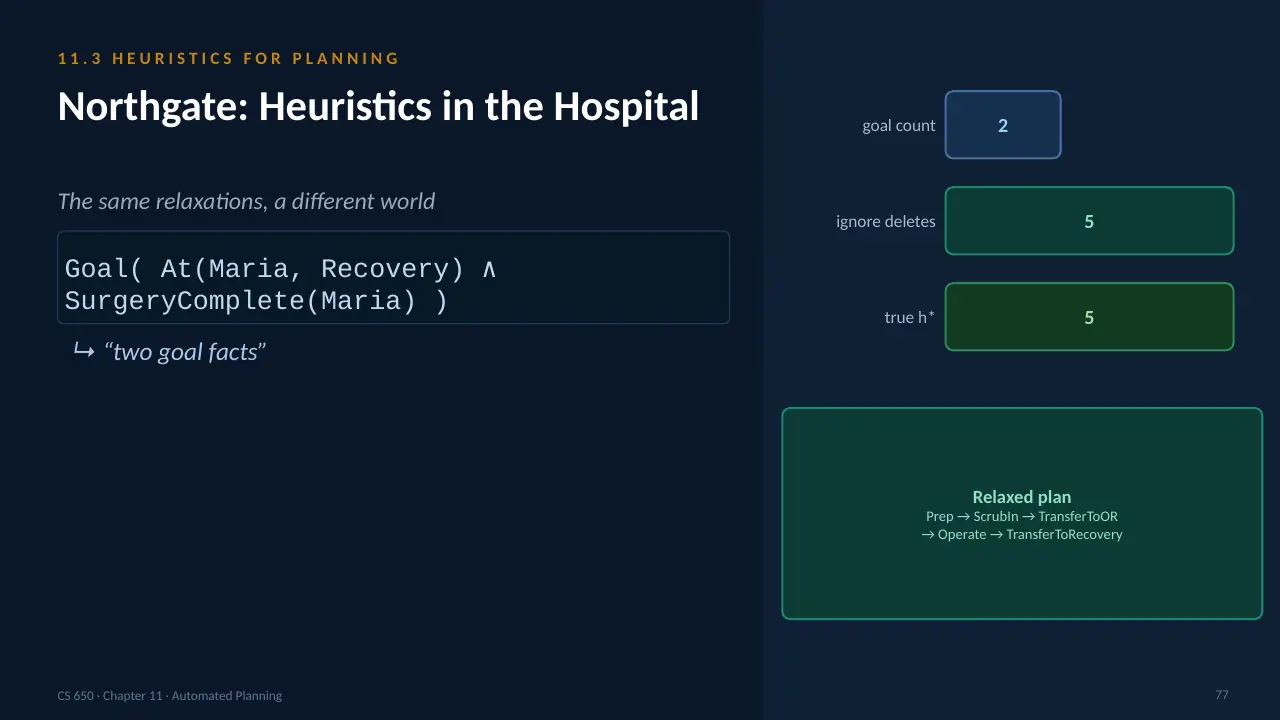 11.3 HEURISTICS FOR PLANNING
Northgate: Heuristics in the Hospital
The same relaxations, a different world
Goal( At(Maria, Recovery) ∧
SurgeryComplete(Maria) )
↳ “two goal facts”
goal count
2
ignore deletes
5
true h*
5
Relaxed plan
Prep → ScrubIn → TransferToOR
→ Operate → TransferToRecovery
CS 650 · Chapter 11 · Automated Planning
77